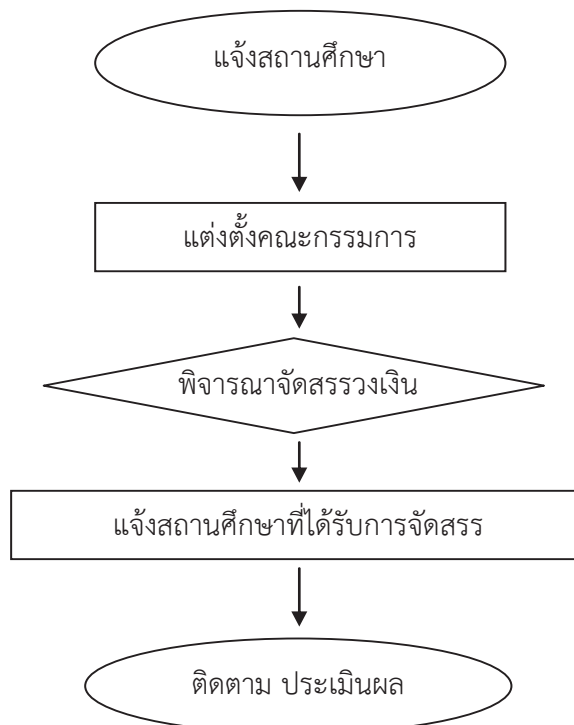 แจ้งสถานศึกษา
แต่งตั้งคณะกรรมการ
พิจารณาจัดสรรวงเงิน
แจ้งสถานศึกษาที่ได้รับการจัดสรร
ติดตาม ประเมินผล